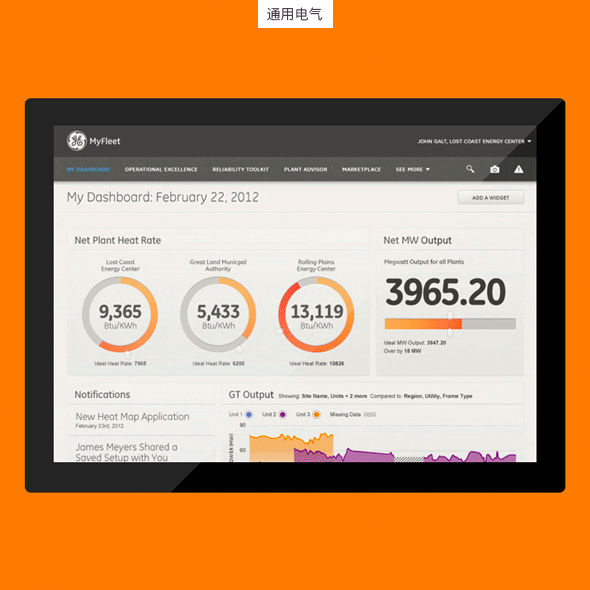 通用电气
MyFleet
JOHN GALT, LOST COAST ENERGY CENTER
MY DASHBOARD OPERATIONAL EXCELLENCE RELIABILITY TOOLKIT PLANT ADVISOR MARKETPLACE SEE MORE
My Dashboard: February 22, 2012
ADD A WIDGET
Net Plant Heat Rate
Lost Coast
Energy Center
9,365
Btu/KWh
Ideal Heat Rate: 7905
Great Land Municpal
Authority
5,433
Btu/KWh
Ideal Heat Rate: 6205
Rolling Plains
Energy Center
13,119
Btu/KWh
Ideal Heat Rate: 10826
Net MW Output
Megwatt Output for all Plants
3965.20
Ideal MW Output: 3947.20
Over by 18 MW
Notifications
New Heat Map Application
February 23rd, 2012
James Meyers Shared a
Saved Setup with You
GT Output Showing: Site Name, Units + 2 more Compared to: Region, Utility, Frame Type
Unit 1 Unit 2 Unit 3 Missing Data
90
60